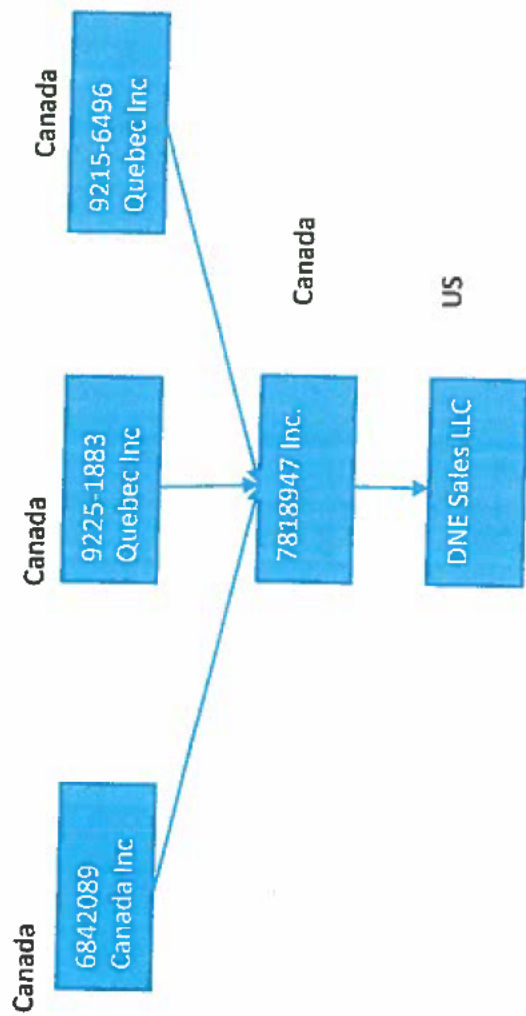 Canada
6842089
Canada Inc
Canada
9225-1883
Quebec Inc
Canada
9215-6496
Quebec Inc
7818947 Inc.
Canada
DNE Sales LLC
US